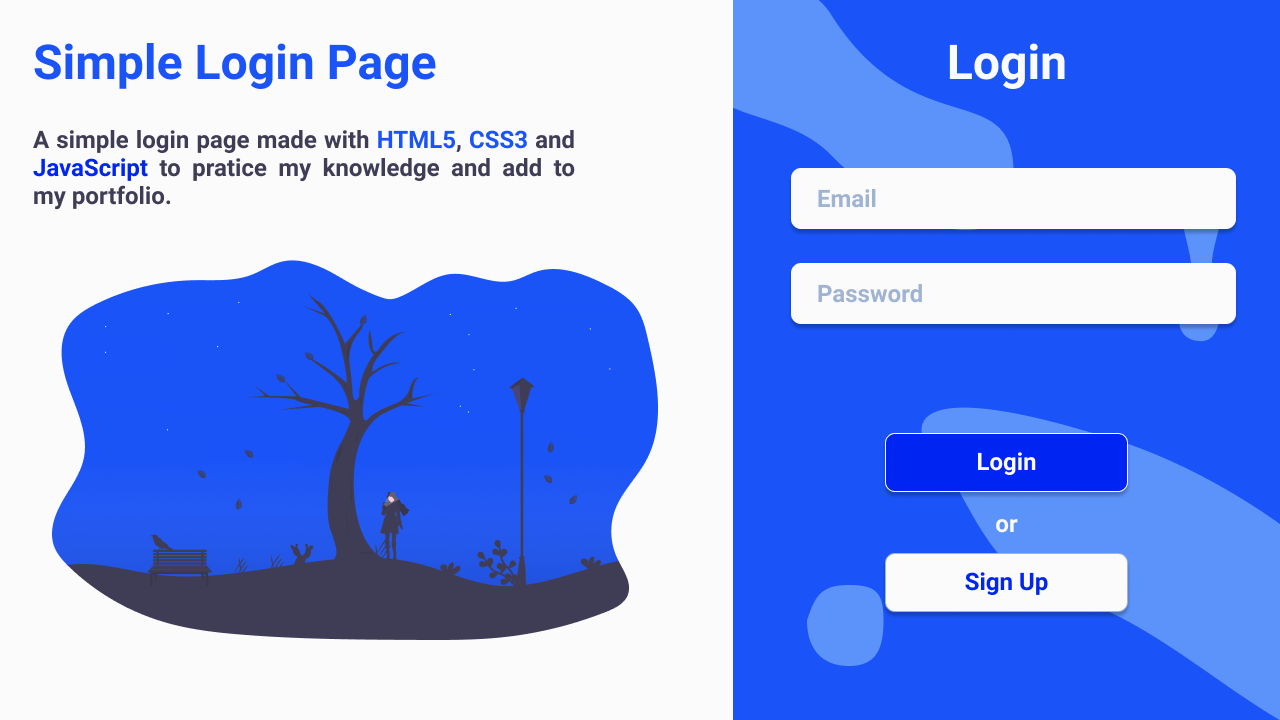 Simple Login Page
A simple login page made with HTML5, CSS3 and
JavaScript to pratice my knowledge and add to
my portfolio.
Login
Email
Password
Login
or
Sign Up